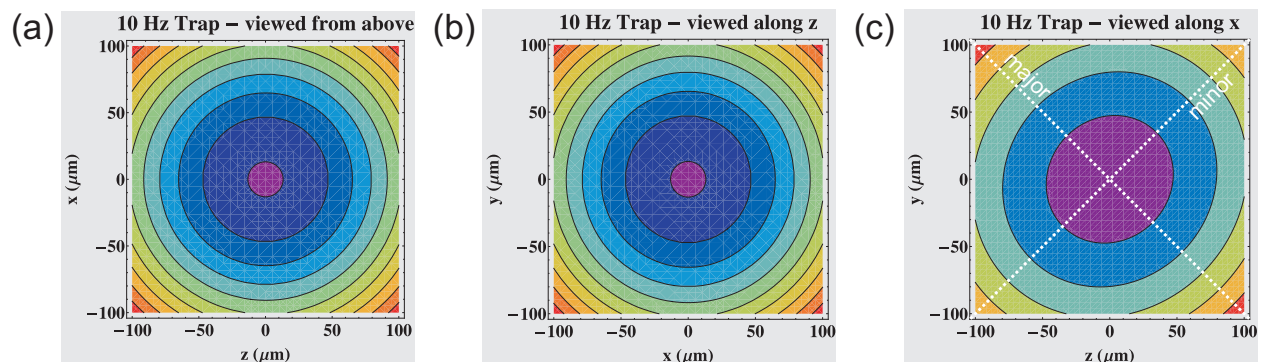 (a)
10 Hz Trap – viewed from above
100
50
0
−50
−100
x (μm)
−100 −50 0 50 100
z (μm)
(b)
10 Hz Trap – viewed along z
100
50
0
−50
−100
y (μm)
−100 −50 0 50 100
x (μm)
(c)
10 Hz Trap – viewed along x
100
50
0
−50
−100
y (μm)
major
minor
−100 −50 0 50 100
z (μm)